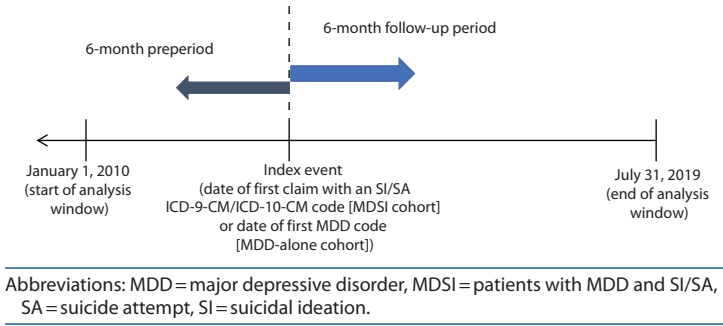 6-month follow-up period
6-month preperiod
January 1, 2010
(start of analysis
window)
Index event
(date of first claim with an SI/SA
ICD-9-CM/ICD-10-CM code [MDSI cohort]
or date of first MDD code
[MDD-alone cohort])
July 31, 2019
(end of analysis
window)
Abbreviations: MDD = major depressive disorder, MDSI = patients with MDD and SI/SA,
SA = suicide attempt, SI = suicidal ideation.